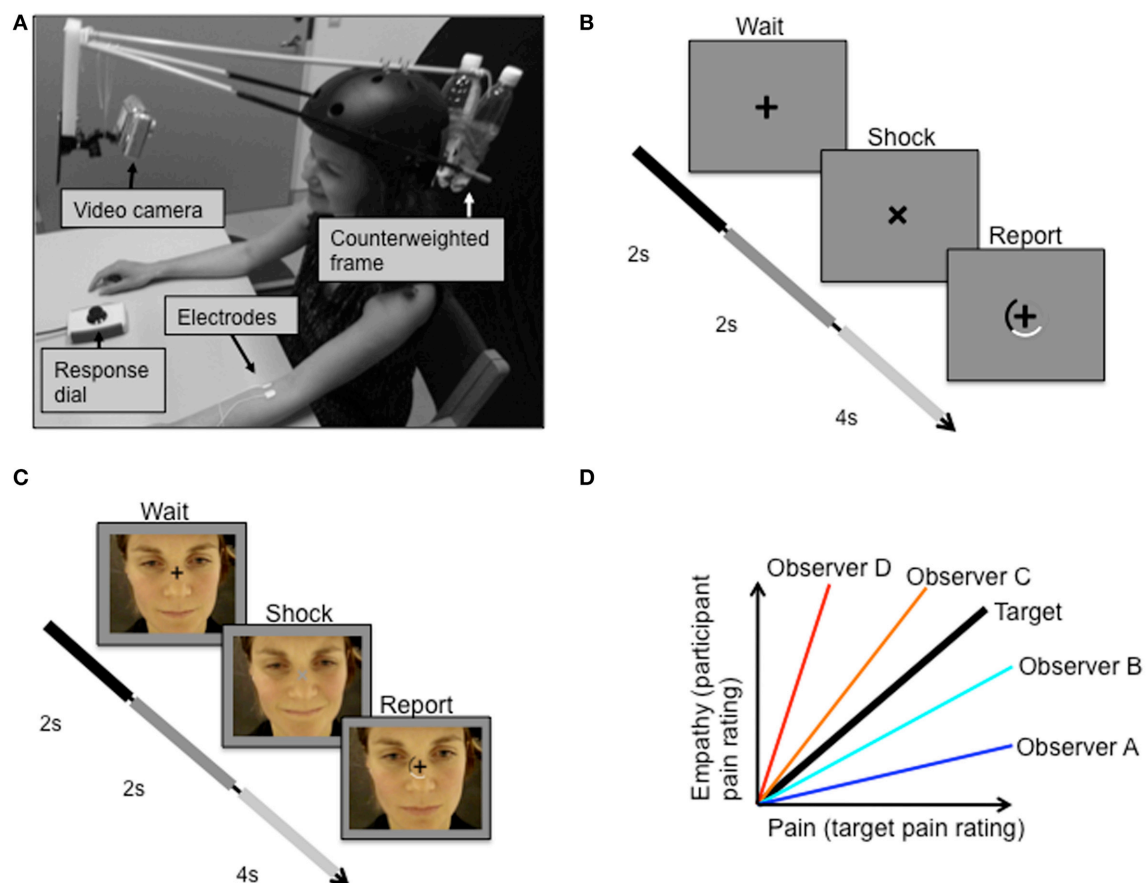 A
Video camera
Counterweighted
frame
Electrodes
Response
dial
B
Wait
Shock
Report
2s
2s
4s
C
Wait
Shock
Report
2s
2s
4s
D
Observer D
Observer C
Target
Observer B
Observer A
Empathy (participant
pain rating)
Pain (target pain rating)